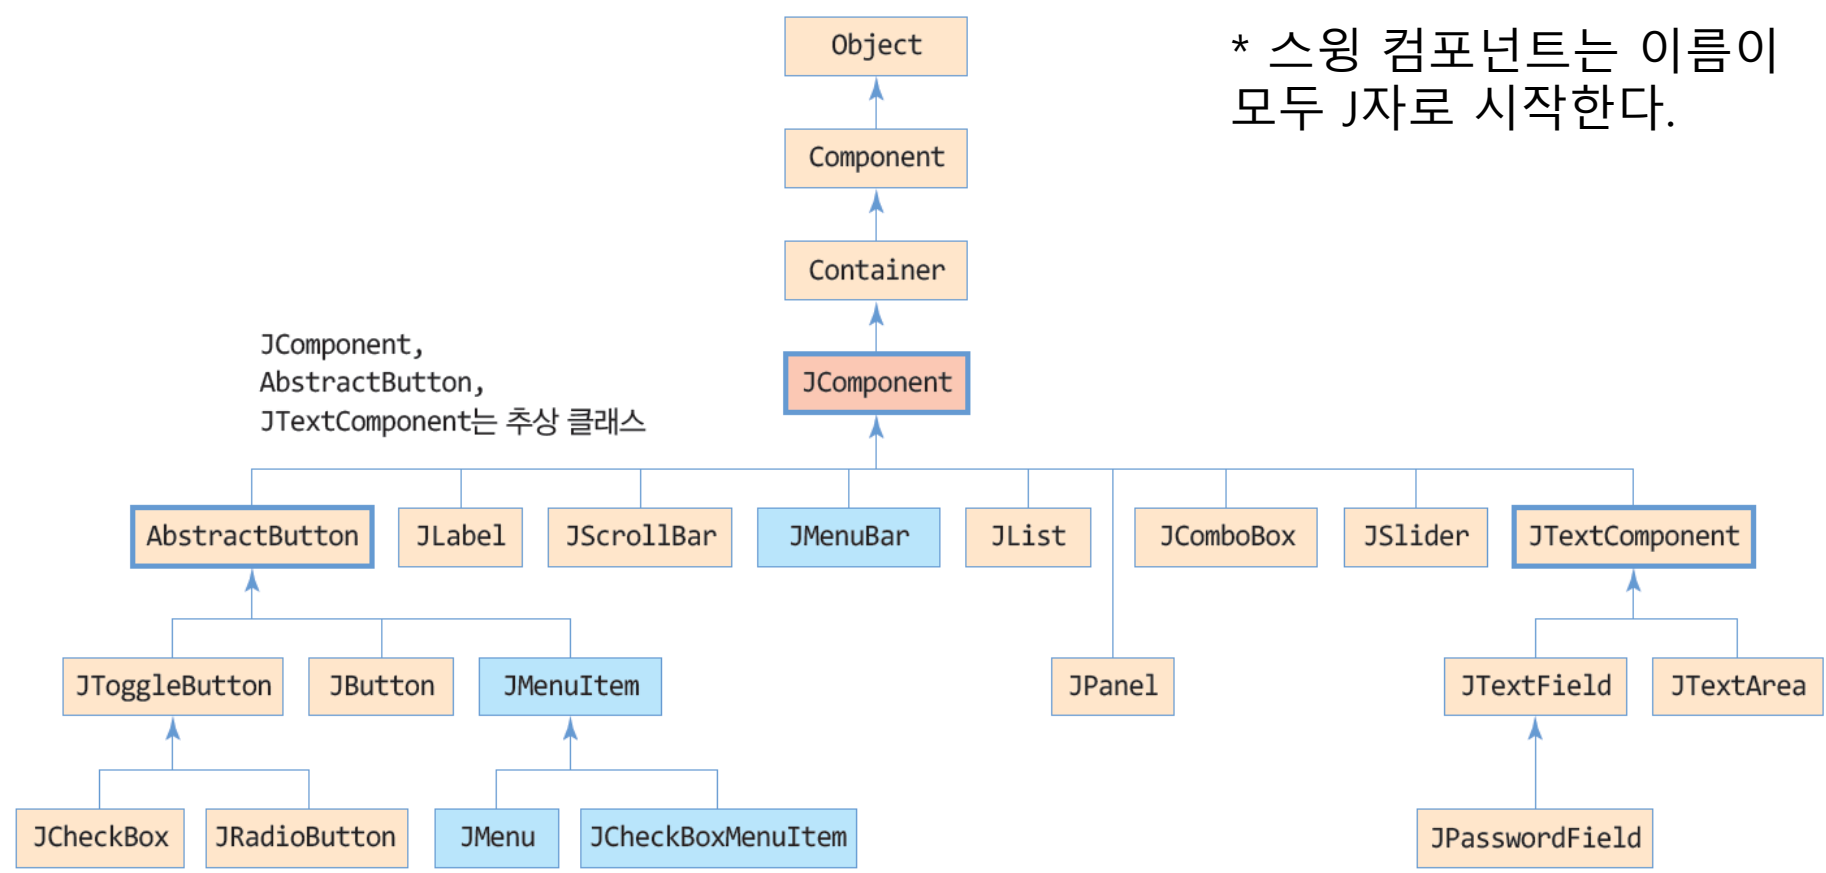 Object
* 스윙 컴포넌트는 이름이
모두 J자로 시작한다.
Component
Container
JComponent,
AbstractButton,
JTextComponent는 추상 클래스
JComponent
AbstractButton
JLabel
JScrollBar
JMenuBar
JList
JComboBox
JSlider
JTextComponent
JToggleButton
JButton
JMenuItem
JPanel
JTextField
JTextArea
JCheckBox
JRadioButton
JMenu
JCheckBoxMenuItem
JPasswordField